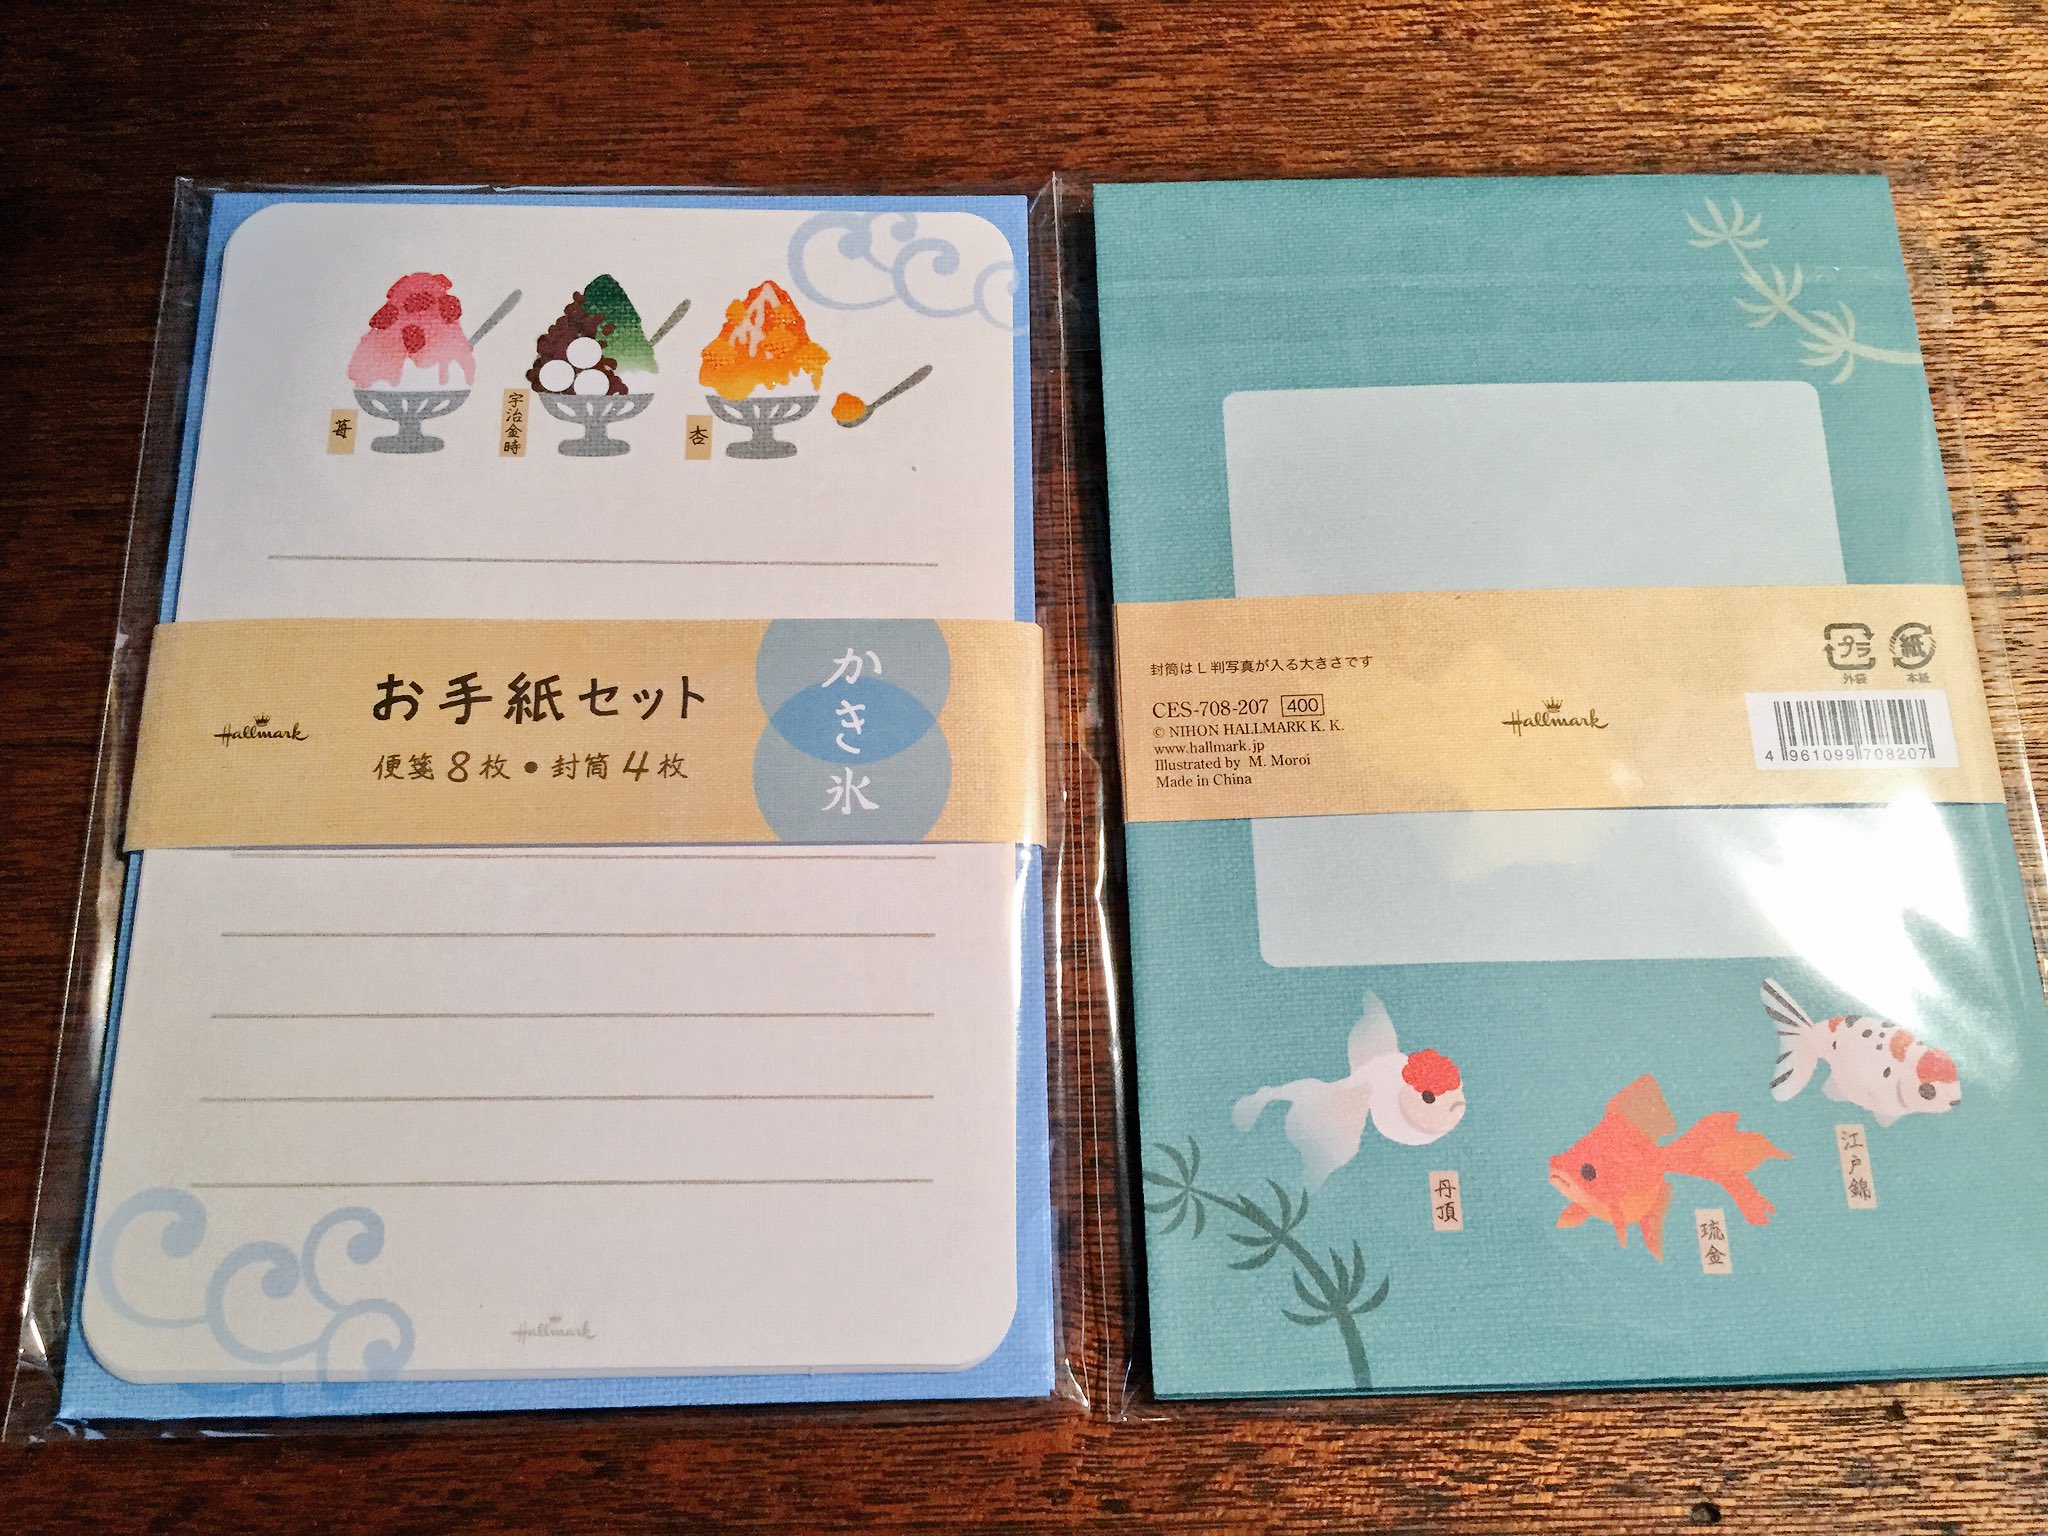 苺
宇治金時
杏
Hallmark
お手紙セット
便箋8枚●封筒4枚
かき氷
Hallmark
封筒はL判写真が入る大きさです
CES-708-207 400
© NIHON HALLMARK K. K.
www.hallmark.jp
Illustrated by M. Moroi
Made in China
Hallmark
プラ
外袋
紙
本紙
4 961099 708207
丹頂
琉金
江戸錦